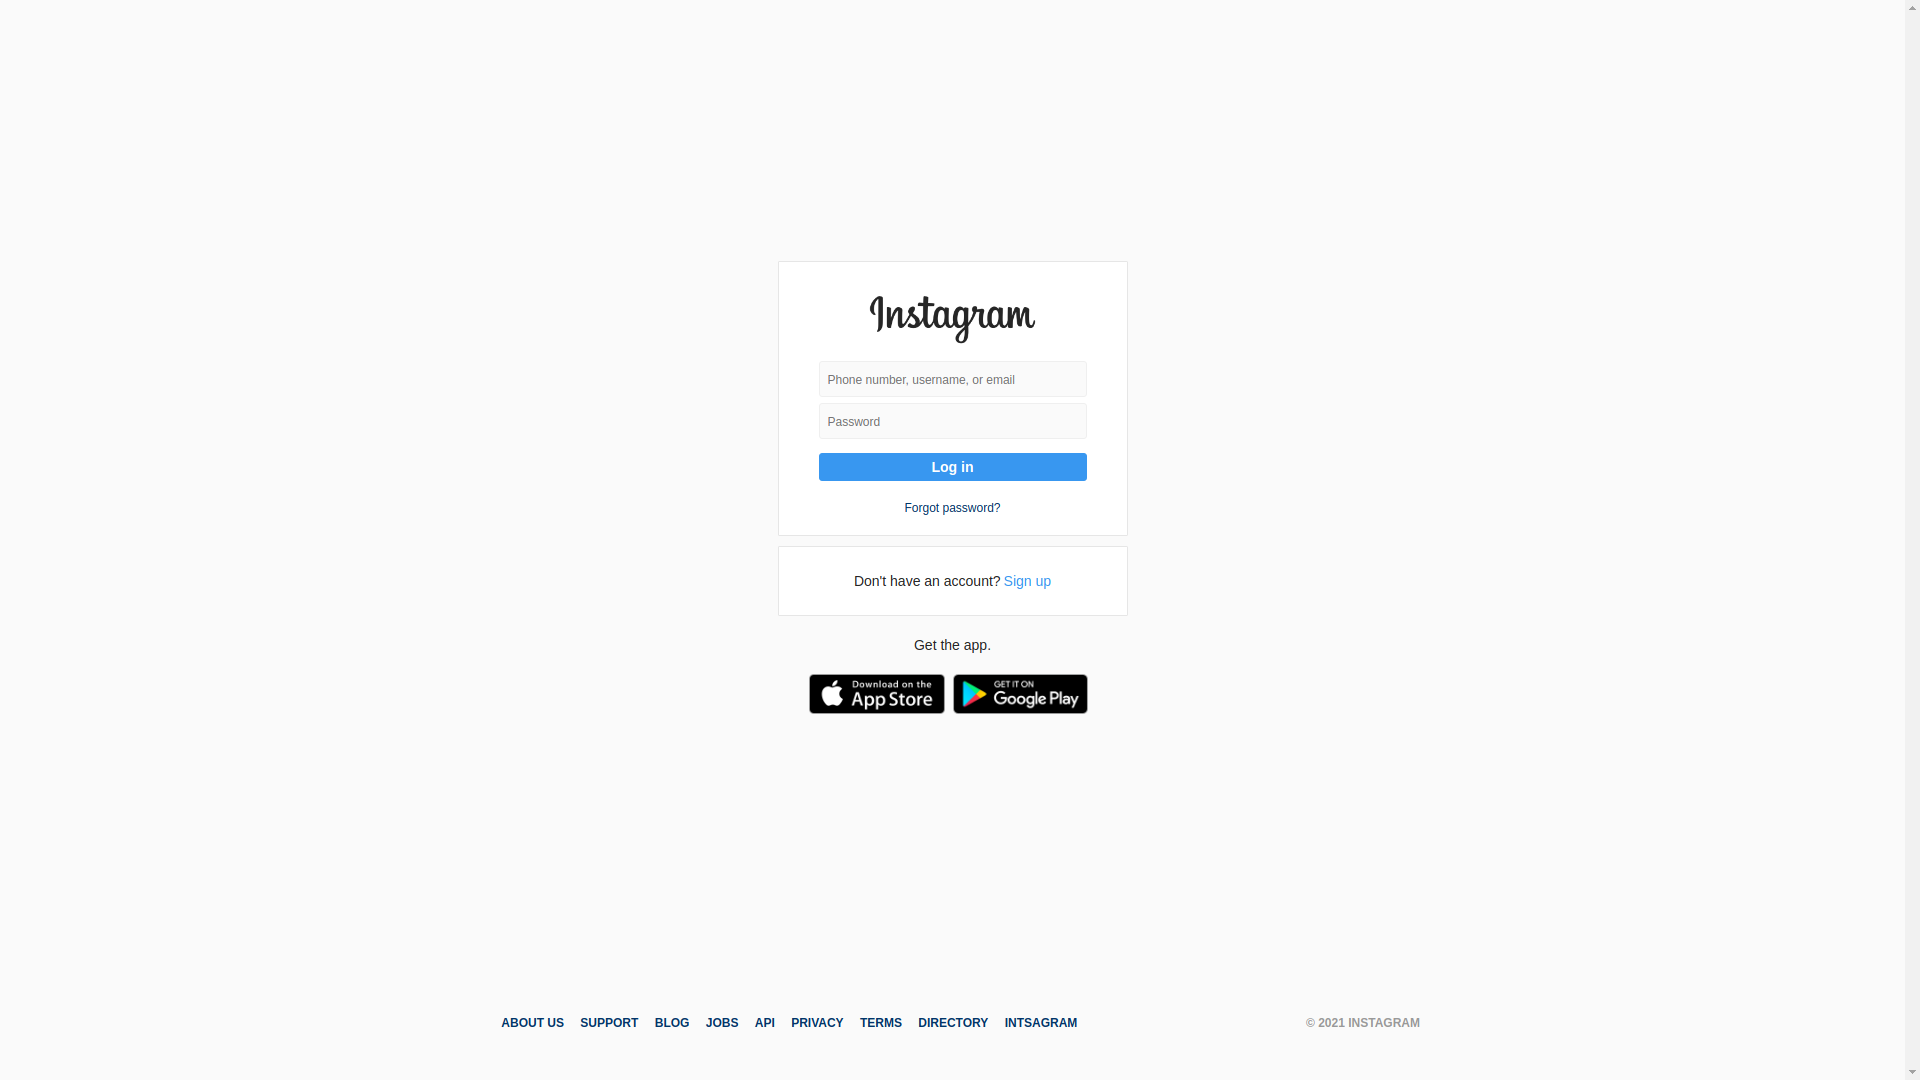 Instagram
Phone number, username, or email
Password
Log in
Forgot password?
Don't have an account? Sign up
Get the app.
Download on the App Store
GET IT ON Google Play
ABOUT US SUPPORT BLOG JOBS API PRIVACY TERMS DIRECTORY INTSAGRAM © 2021 INSTAGRAM